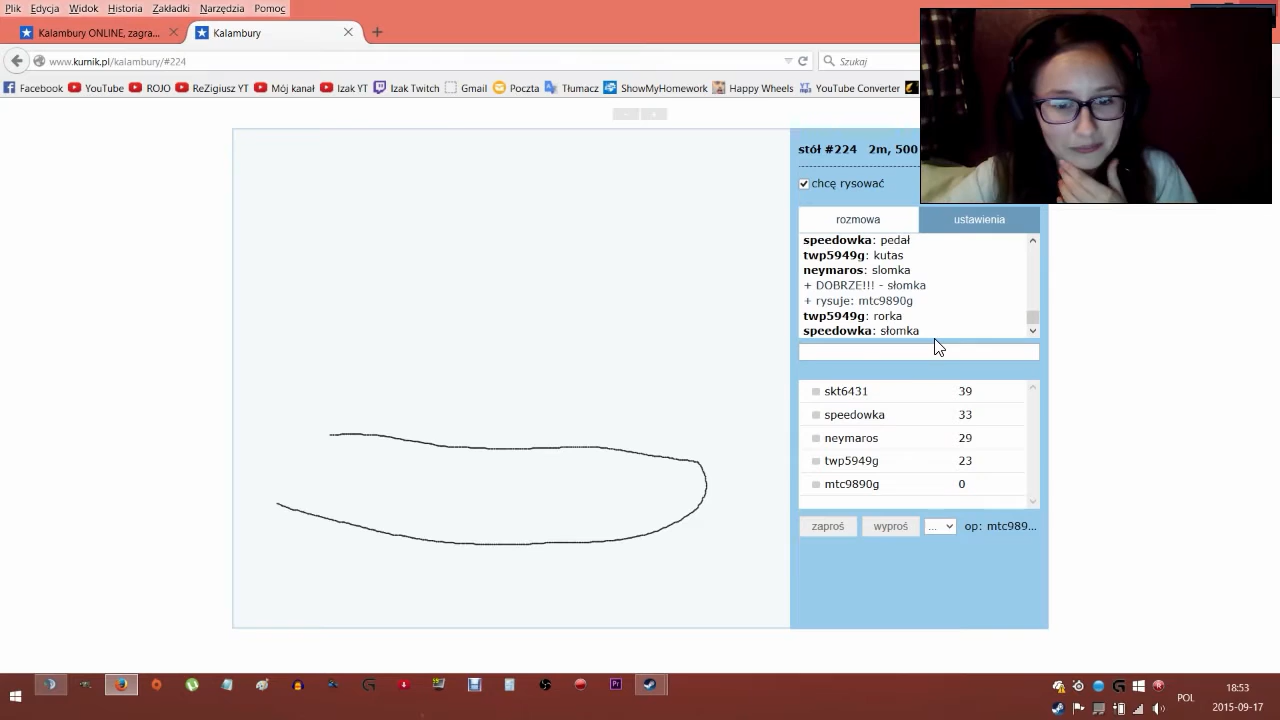 Plik Edycja Widok Historia Zakładki Narzędzia Pomoc
Kalambury ONLINE, zagra...
Kalambury
www.kurnik.pl/kalambury/#224
Szukaj
Facebook YouTube ROJO ReZigiusz YT Mój kanał Izak YT Izak Twitch Gmail Poczta Tłumacz ShowMyHomework Happy Wheels YouTube Converter
stół #224 2m, 500
chcę rysować
rozmowa ustawienia
speedowka: pedał
twp5949g: kutas
neymaros: slomka
+ DOBRZE!!! - słomka
+ rysuje: mtc9890g
twp5949g: rorka
speedowka: słomka
skt6431 39
speedowka 33
neymaros 29
twp5949g 23
mtc9890g 0
zaproś wyproś ... op: mtc989...
POL
18:53
2015-09-17